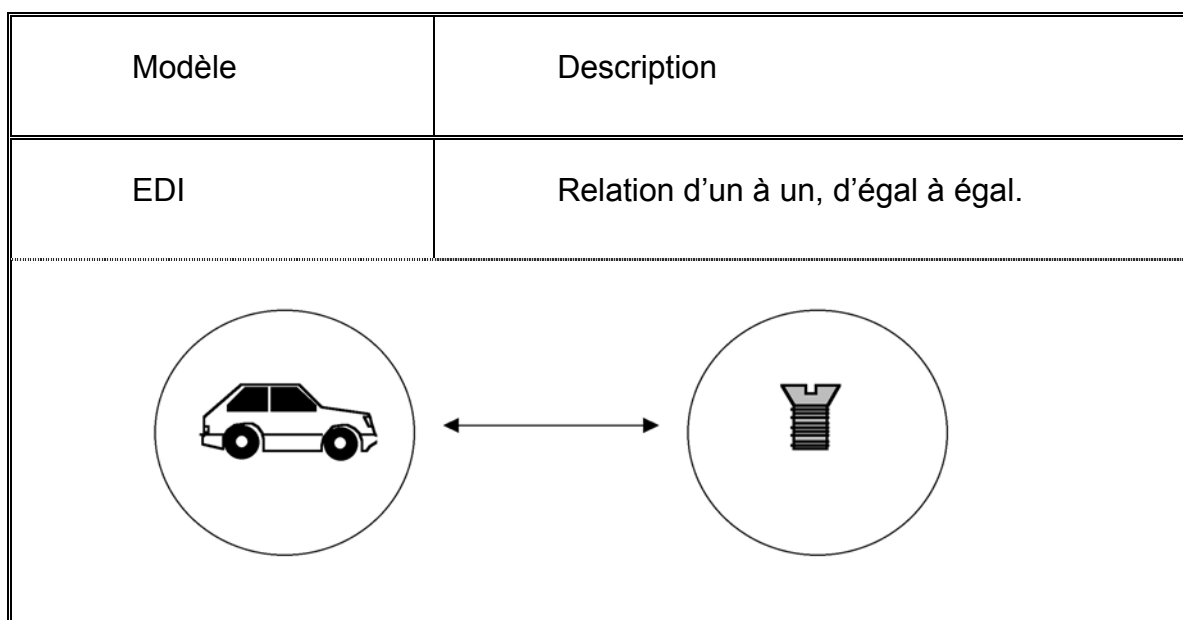 Modèle Description
EDI Relation d’un à un, d’égal à égal.